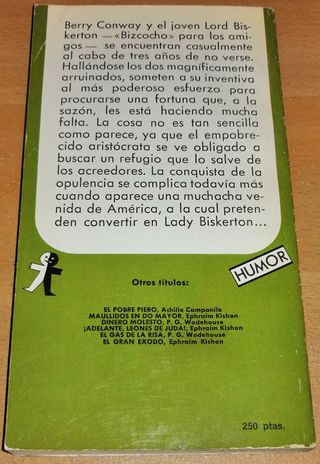 Berry Conway y el joven Lord Bis-
kerton —«Bizcocho» para los ami-
gos— se encuentran casualmente
al cabo de tres años de no verse.
Hallándose los dos magníficamente
arruinados, someten a su inventiva
al más poderoso esfuerzo para
procurarse una fortuna que, a la
sazón, les está haciendo mucha
falta. La cosa no es tan sencilla
como parece, ya que el empobre-
cido aristócrata se ve obligado a
buscar un refugio que lo salve de
los acreedores. La conquista de la
opulencia se complica todavía más
cuando aparece una muchacha ve-
nida de América, a la cual preten-
den convertir en Lady Biskerton...
HUMOR
Otros títulos:
EL POBRE PIERO, Achille Campanile
MAULLIDOS EN DO MAYOR, Ephraim Kishon
DINERO MOLESTO, P. G. Wodehouse
¡ADELANTE, LEONES DE JUDA!, Ephraim Kishon
EL GAS DE LA RISA, P. G. Wodehouse
EL GRAN EXODO, Ephraim Kishon
250 ptas.